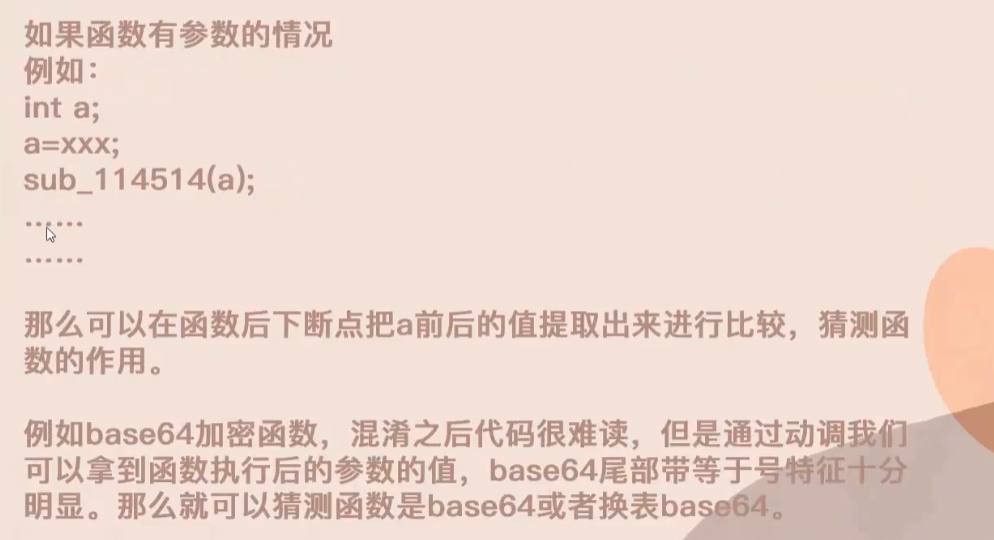 如果函数有参数的情况
例如：
int a;
a=xxx;
sub_114514(a);
……
……
那么可以在函数后下断点把a前后的值提取出来进行比较，猜测函
数的作用。
例如base64加密函数，混淆之后代码很难读，但是通过动调我们
可以拿到函数执行后的参数的值，base64尾部带等于号特征十分
明显。那么就可以猜测函数是base64或者换表base64。